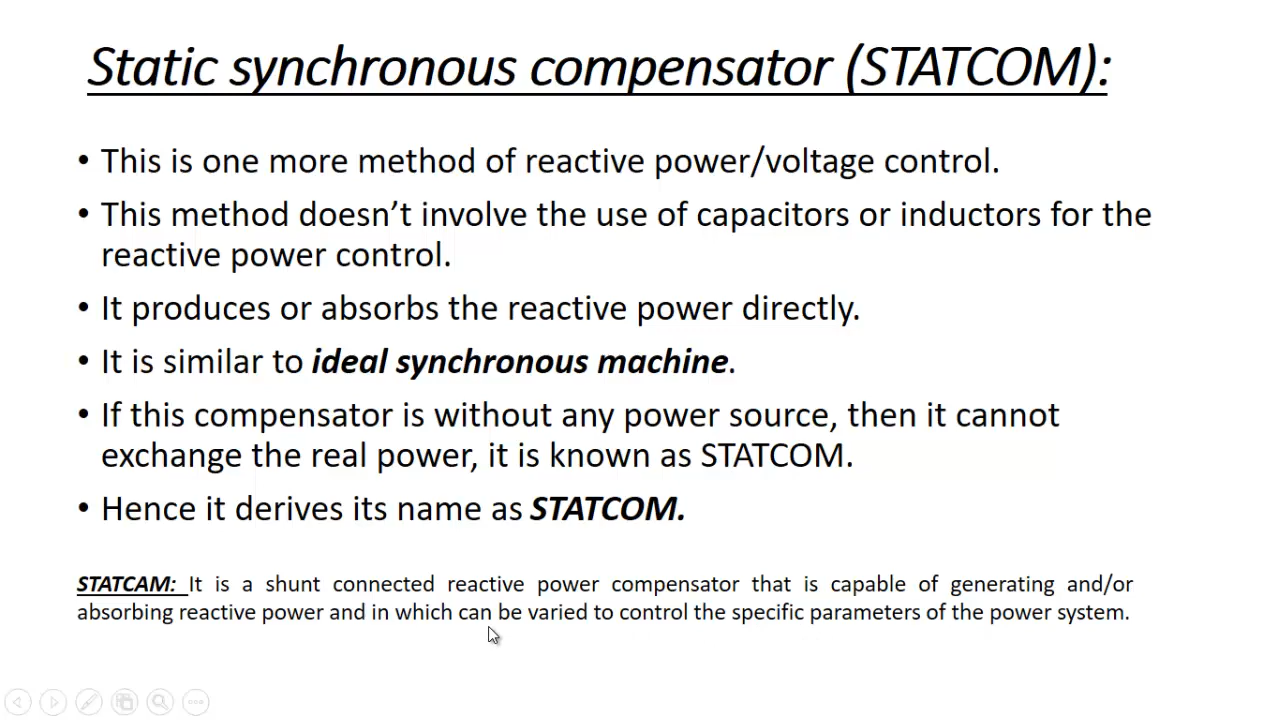 Static synchronous compensator (STATCOM):
• This is one more method of reactive power/voltage control.
• This method doesn’t involve the use of capacitors or inductors for the
reactive power control.
• It produces or absorbs the reactive power directly.
• It is similar to ideal synchronous machine.
• If this compensator is without any power source, then it cannot
exchange the real power, it is known as STATCOM.
• Hence it derives its name as STATCOM.
STATCAM: It is a shunt connected reactive power compensator that is capable of generating and/or
absorbing reactive power and in which can be varied to control the specific parameters of the power system.